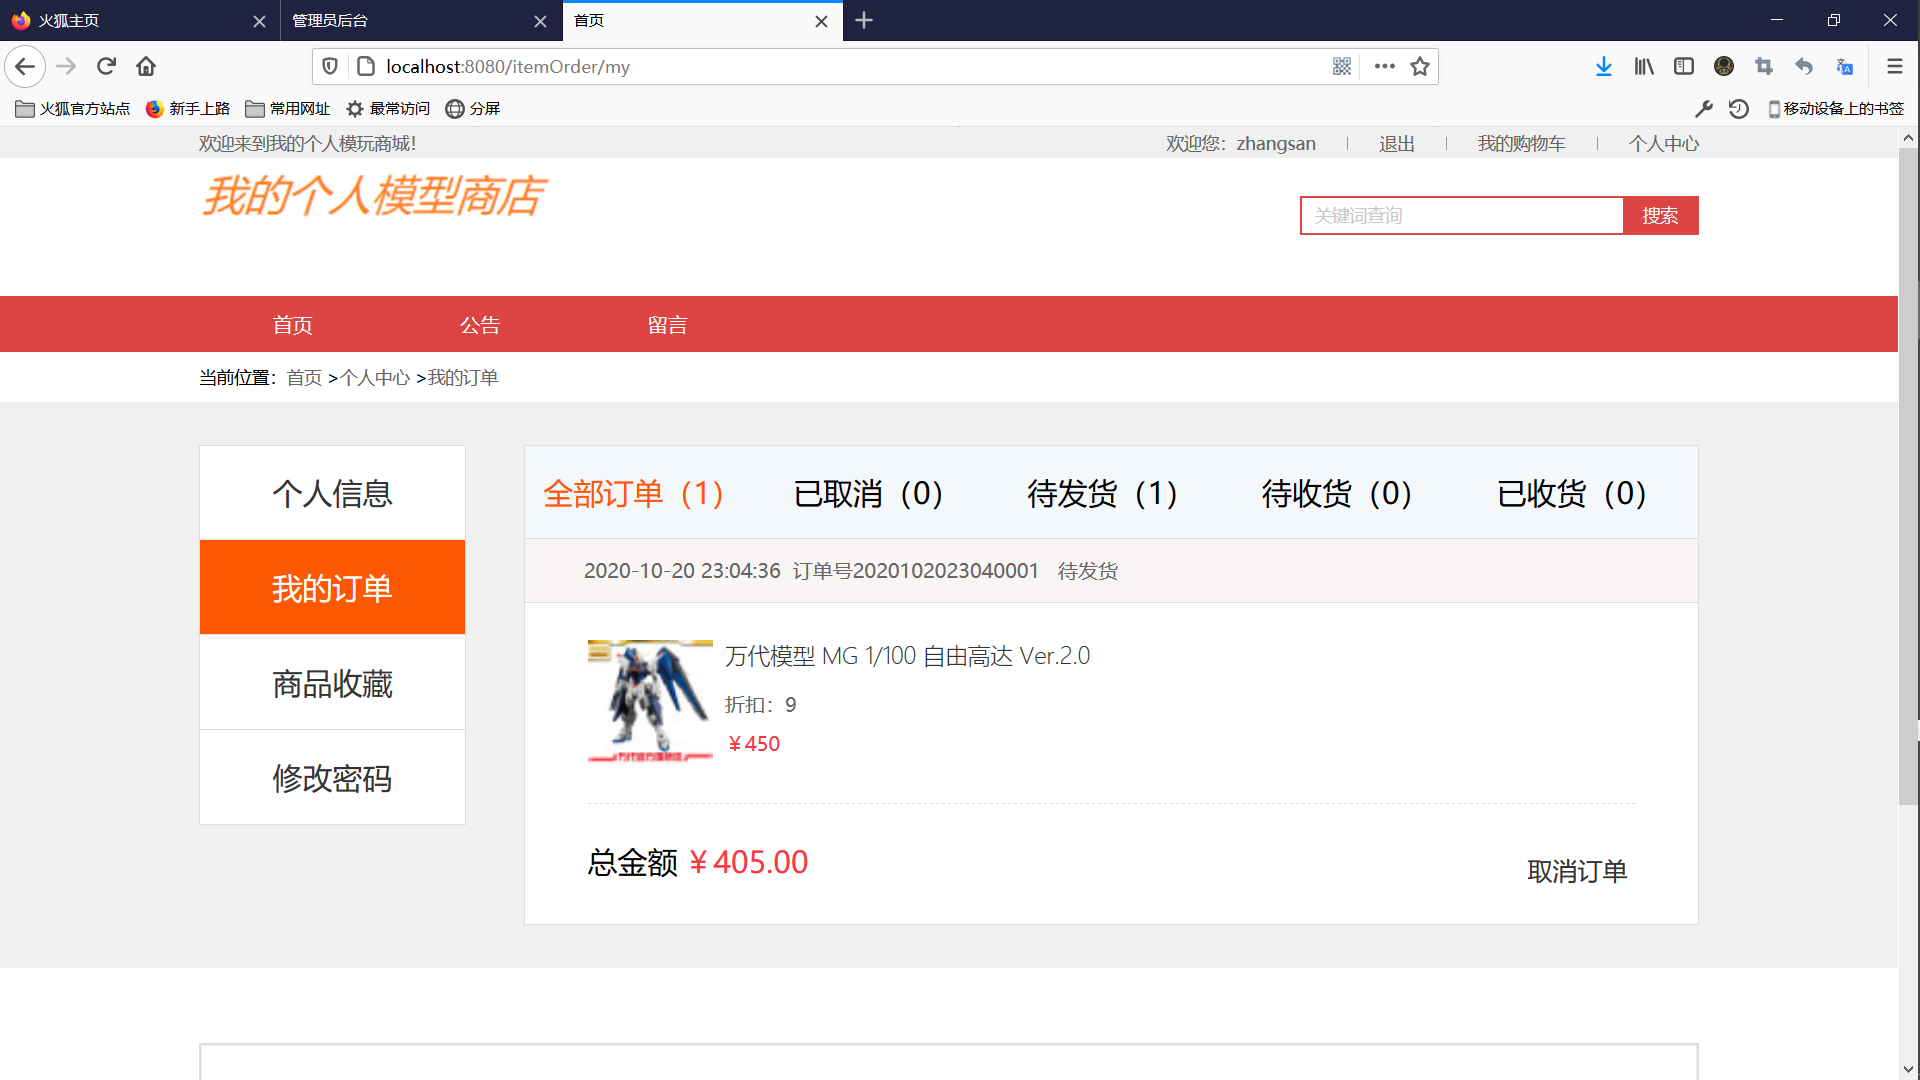 火狐主页
管理员后台
首页
localhost:8080/itemOrder/my
火狐官方站点
新手上路
常用网址
最常访问
分屏
移动设备上的书签
欢迎来到我的个人模玩商城!
欢迎您：zhangsan
退出
我的购物车
个人中心
我的个人模型商店
关键词查询
搜索
首页
公告
留言
当前位置：首页 >个人中心 >我的订单
个人信息
我的订单
商品收藏
修改密码
全部订单（1）
已取消（0）
待发货（1）
待收货（0）
已收货（0）
2020-10-20 23:04:36 订单号2020102023040001 待发货
万代模型 MG 1/100 自由高达 Ver.2.0
折扣：9
￥450
总金额 ￥405.00
取消订单